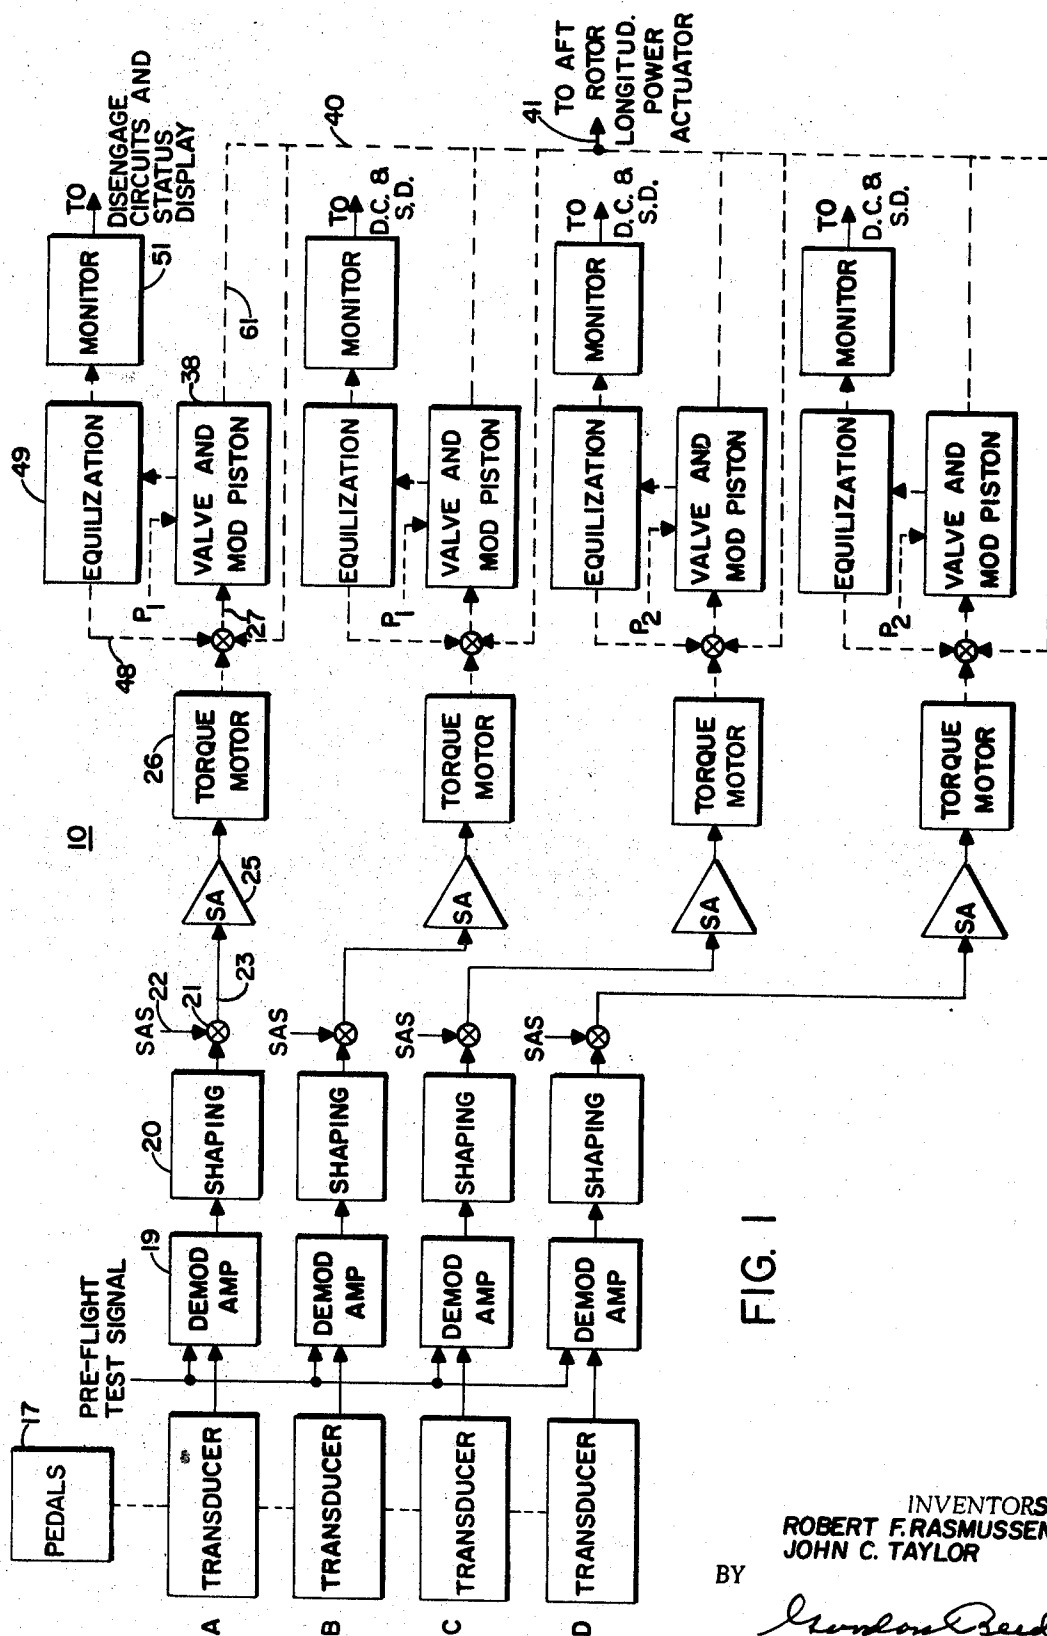 10
PEDALS
17
PRE-FLIGHT
TEST SIGNAL
A
TRANSDUCER
DEMOD
AMP
19
SHAPING
20
SAS
22
21
23
SA
25
TORQUE
MOTOR
26
27
48
P1
EQUILIZATION
49
VALVE AND
MOD PISTON
38
MONITOR
51
TO
DISENGAGE
CIRCUITS AND
STATUS
DISPLAY
61
40
B
TRANSDUCER
DEMOD
AMP
SHAPING
SAS
SA
TORQUE
MOTOR
P1
EQUILIZATION
VALVE AND
MOD PISTON
MONITOR
TO
D.C. &
S.D.
41
TO AFT
ROTOR
LONGITUD.
POWER
ACTUATOR
C
TRANSDUCER
DEMOD
AMP
SHAPING
SAS
SA
TORQUE
MOTOR
P2
EQUILIZATION
VALVE AND
MOD PISTON
MONITOR
TO
D.C. &
S.D.
D
TRANSDUCER
DEMOD
AMP
SHAPING
SAS
SA
TORQUE
MOTOR
P2
EQUILIZATION
VALVE AND
MOD PISTON
MONITOR
TO
D.C. &
S.D.
FIG. 1
INVENTORS
ROBERT F. RASMUSSEN
JOHN C. TAYLOR
BY